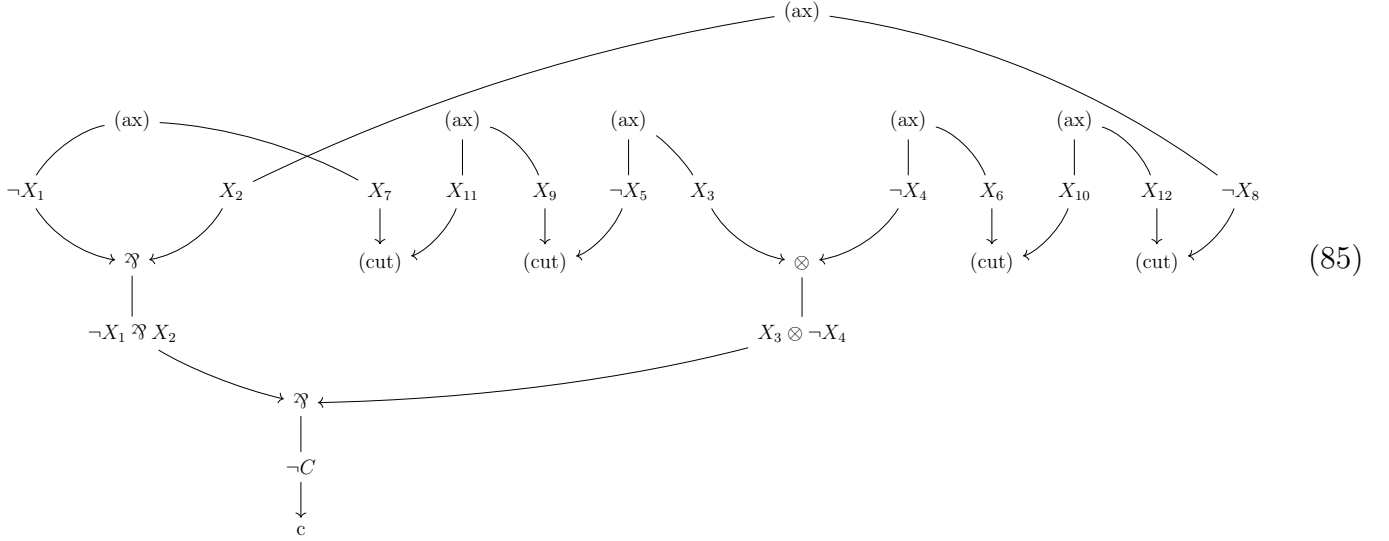 (ax)
(ax) (ax) (ax) (ax) (ax)
¬X₁ X₂ X₇ X₁₁ X₉ ¬X₅ X₃ ¬X₄ X₆ X₁₀ X₁₂ ¬X₈
⅋ (cut) (cut) ⊗ (cut) (cut) (85)
¬X₁ ⅋ X₂ X₃ ⊗ ¬X₄
⅋
¬C
c